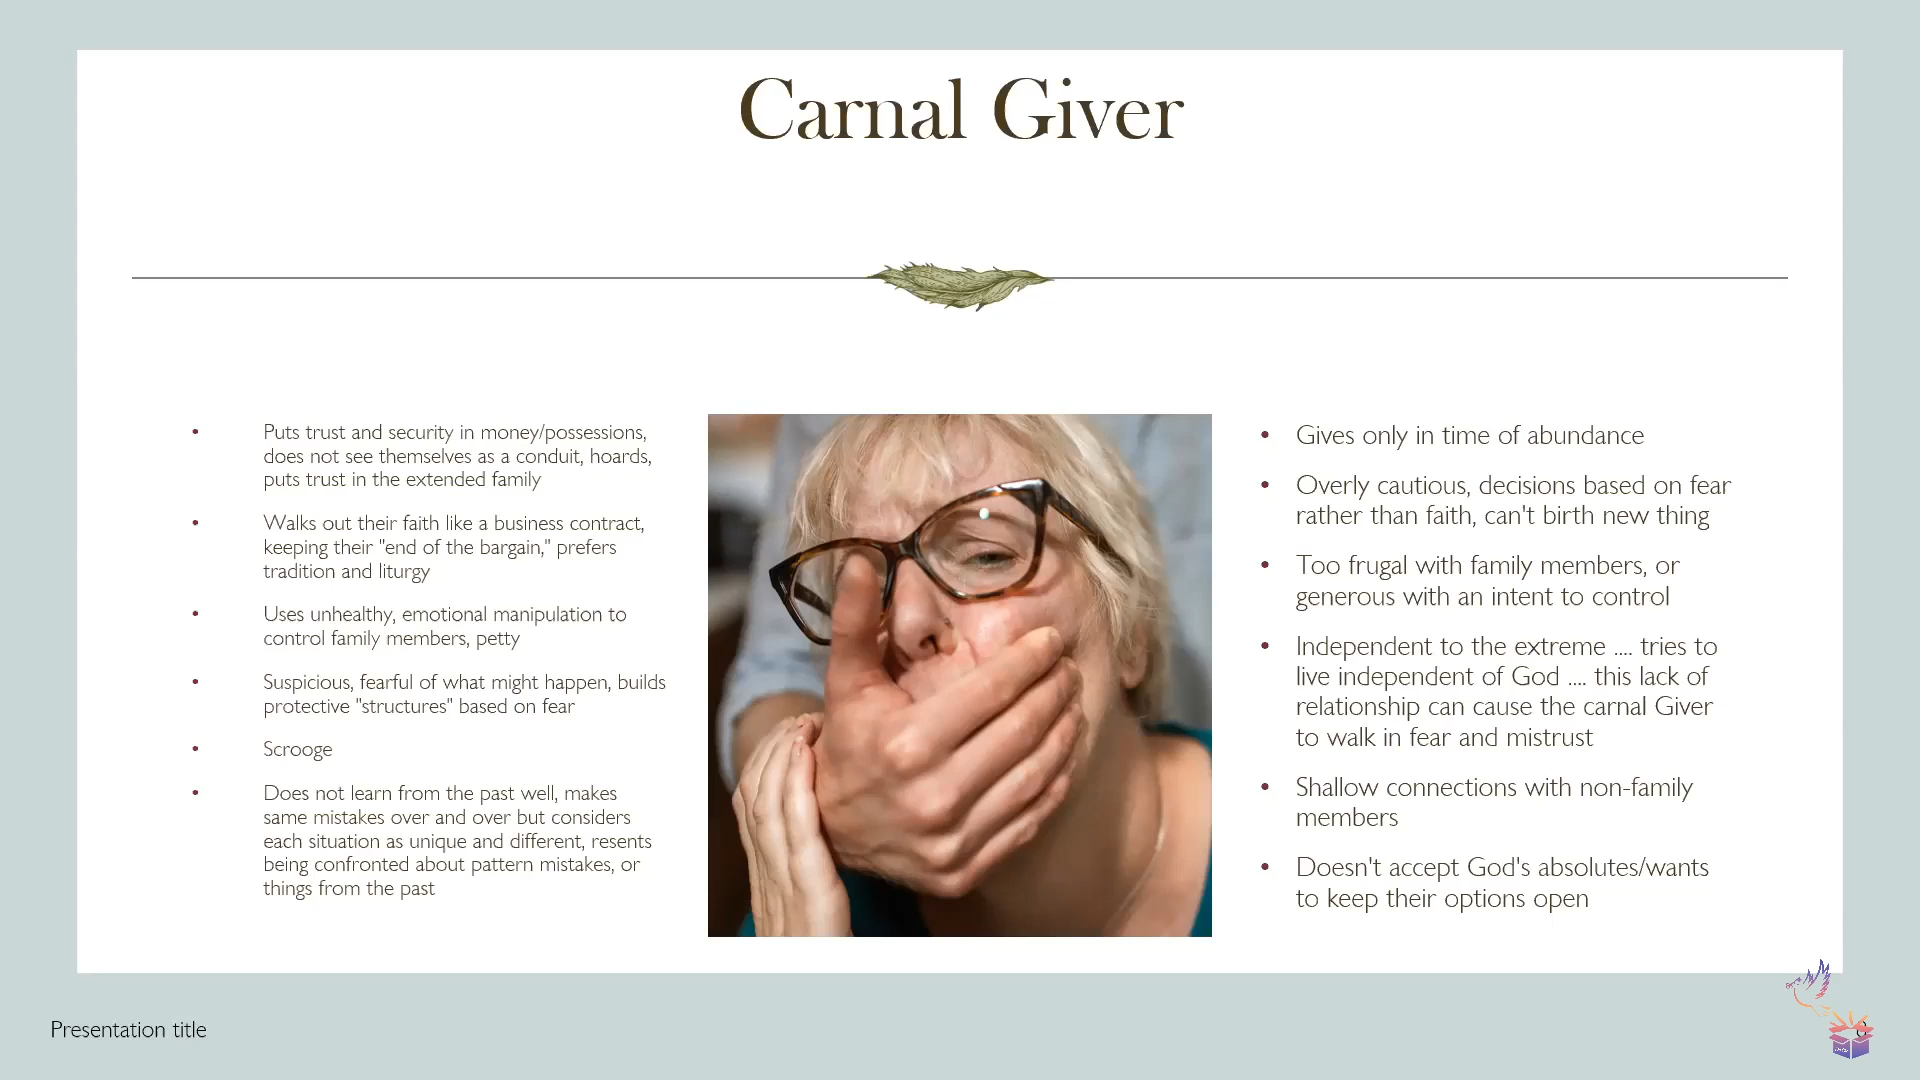 Carnal Giver
• Puts trust and security in money/possessions,
does not see themselves as a conduit, hoards,
puts trust in the extended family
• Walks out their faith like a business contract,
keeping their "end of the bargain," prefers
tradition and liturgy
• Uses unhealthy, emotional manipulation to
control family members, petty
• Suspicious, fearful of what might happen, builds
protective "structures" based on fear
• Scrooge
• Does not learn from the past well, makes
same mistakes over and over but considers
each situation as unique and different, resents
being confronted about pattern mistakes, or
things from the past
• Gives only in time of abundance
• Overly cautious, decisions based on fear
rather than faith, can't birth new thing
• Too frugal with family members, or
generous with an intent to control
• Independent to the extreme .... tries to
live independent of God .... this lack of
relationship can cause the carnal Giver
to walk in fear and mistrust
• Shallow connections with non-family
members
• Doesn't accept God's absolutes/wants
to keep their options open
Presentation title